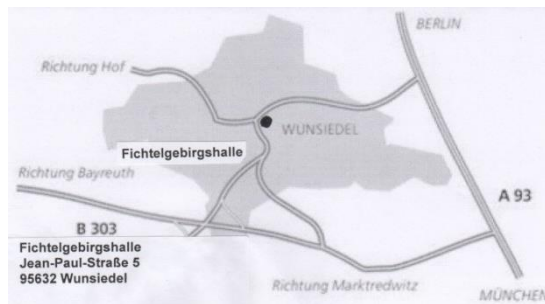 BERLIN
Richtung Hof
WUNSIEDEL
Fichtelgebirgshalle
Richtung Bayreuth
A 93
B 303
Fichtelgebirgshalle
Jean-Paul-Straße 5
95632 Wunsiedel
Richtung Marktredwitz
MÜNCHEN